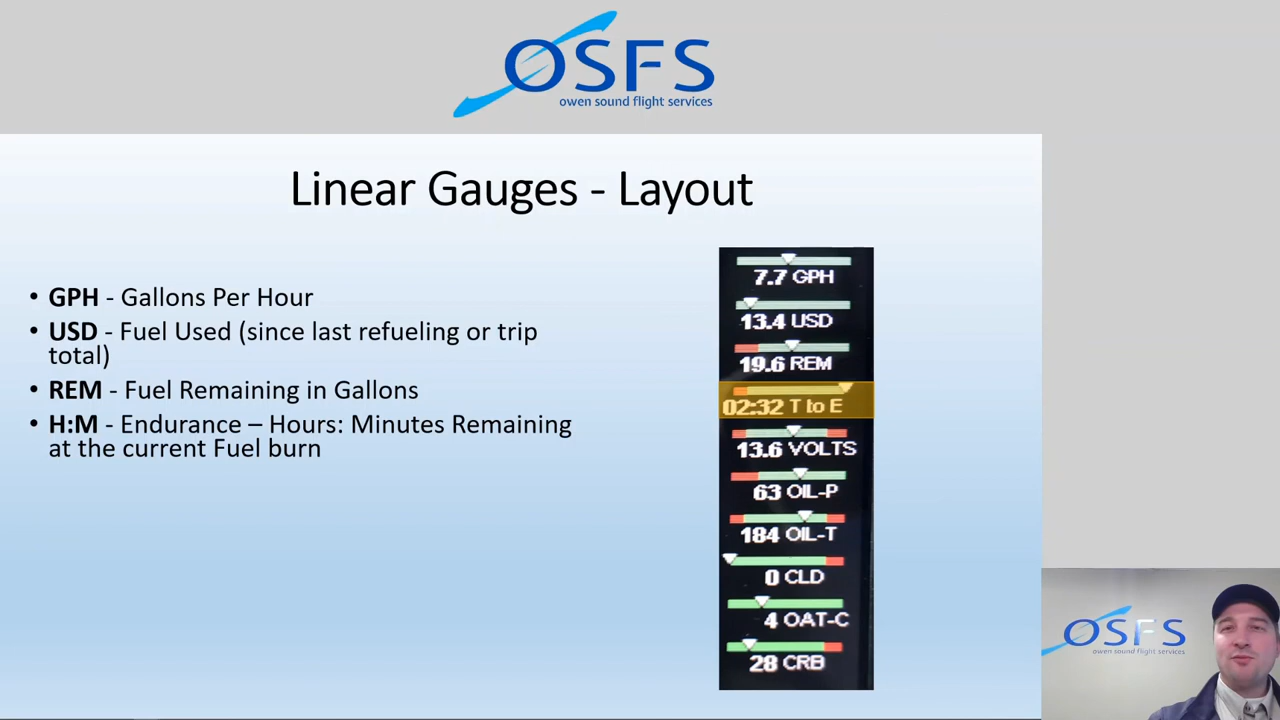 OSFS
owen sound flight services
Linear Gauges - Layout
• GPH - Gallons Per Hour
• USD - Fuel Used (since last refueling or trip
total)
• REM - Fuel Remaining in Gallons
• H:M - Endurance – Hours: Minutes Remaining
at the current Fuel burn
7.7 GPH
13.4 USD
19.6 REM
02:32 T to E
13.6 VOLTS
63 OIL-P
184 OIL-T
0 CLD
4 OAT-C
28 CRB
OSFS
owen sound flight services